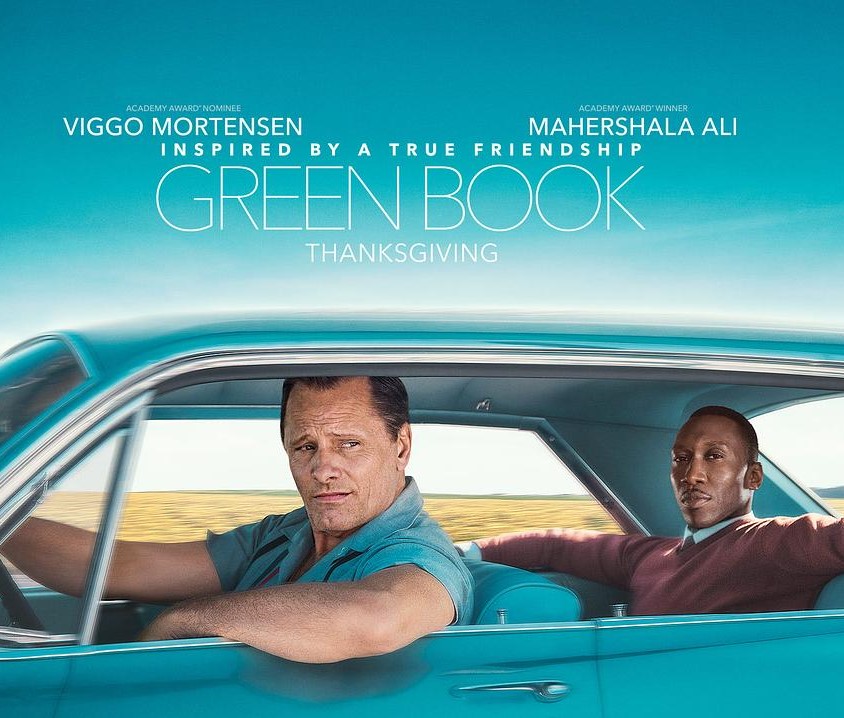 ACADEMY AWARD® NOMINEE
VIGGO MORTENSEN
ACADEMY AWARD® WINNER
MAHERSHALA ALI
INSPIRED BY A TRUE FRIENDSHIP
GREEN BOOK
THANKSGIVING